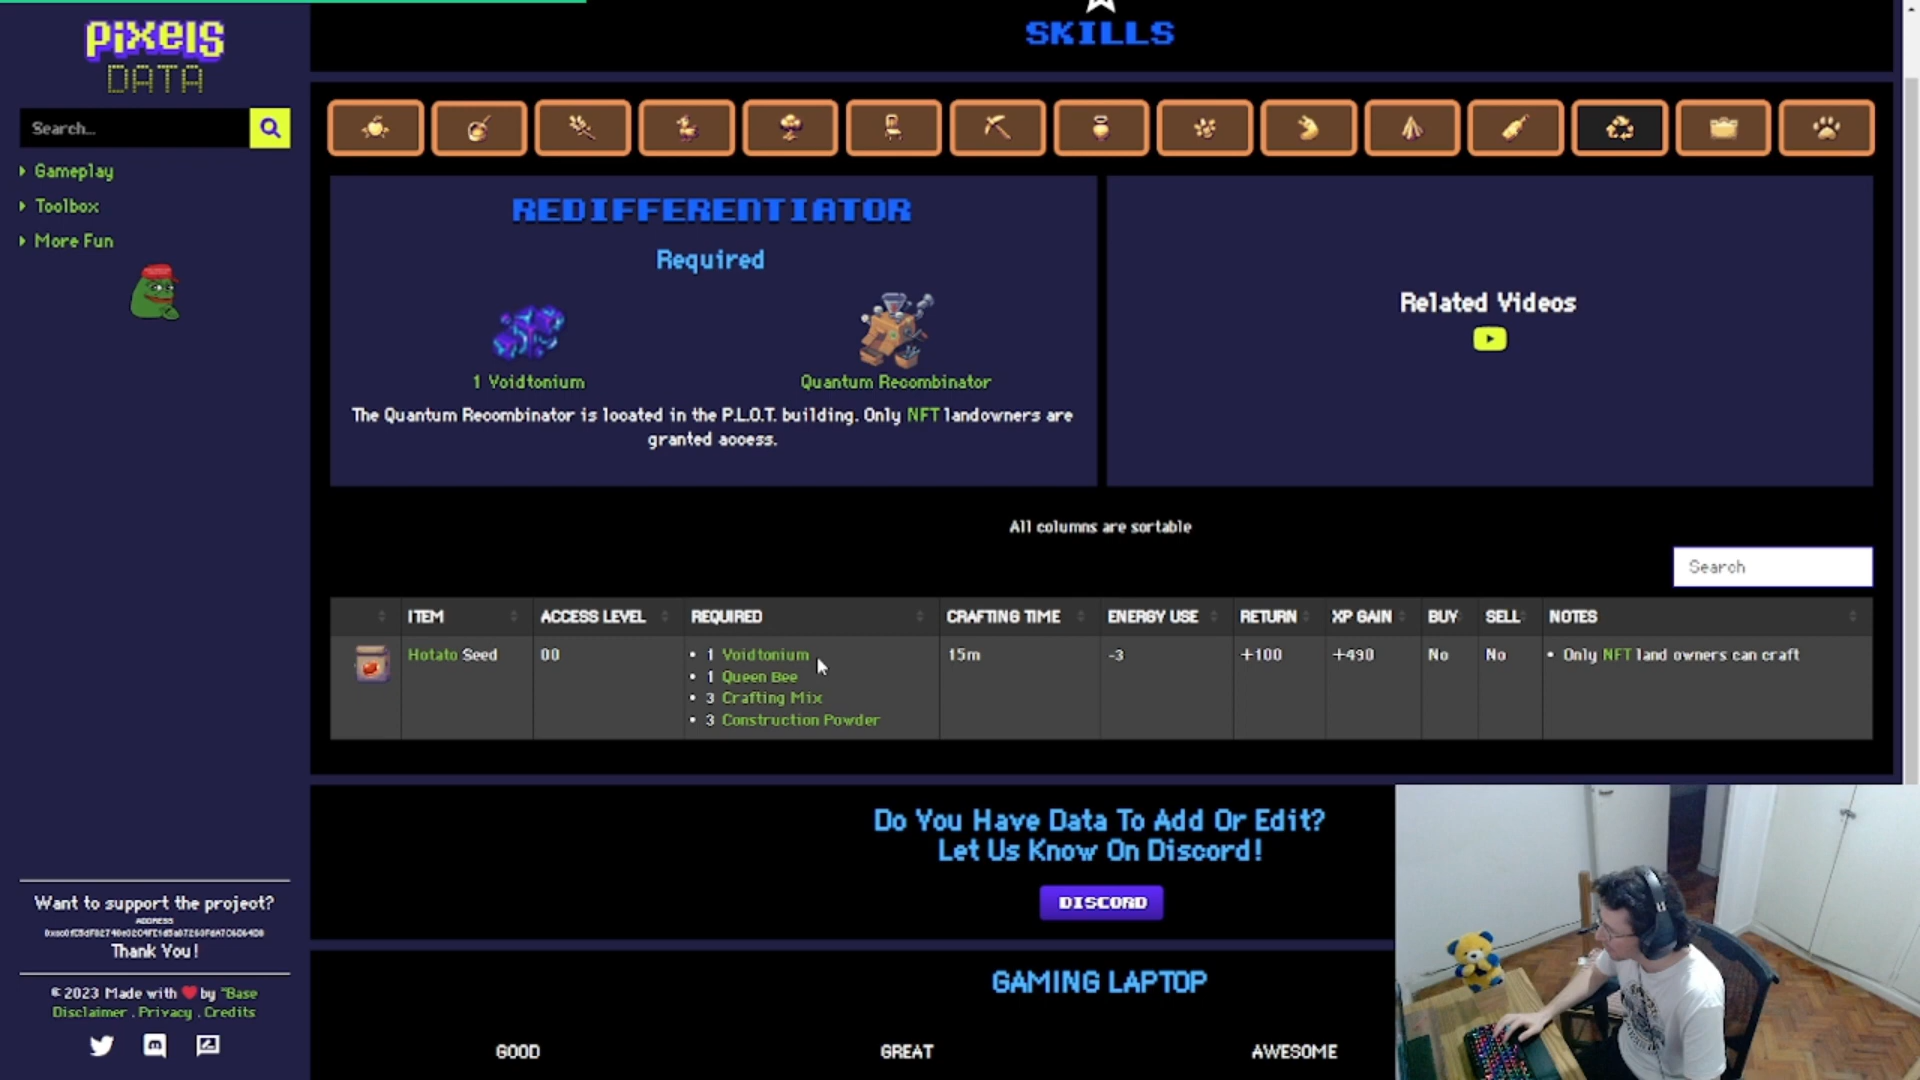 pixels
DATA
Search...
Gameplay
Toolbox
More Fun
Want to support the project?
ADDRESS
Thank You!
© 2023 Made with ❤ by ^Base
Disclaimer . Privacy . Credits
SKILLS
REDIFFERENTIATOR
Required
1 Voidtonium
Quantum Recombinator
The Quantum Recombinator is located in the P.L.O.T. building. Only NFT landowners are
granted access.
Related Videos
All columns are sortable
Search
ITEM ACCESS LEVEL REQUIRED CRAFTING TIME ENERGY USE RETURN XP GAIN BUY SELL NOTES
Hotato Seed 00 • 1 Voidtonium 15m -3 +100 +490 No No • Only NFT land owners can craft
• 1 Queen Bee
• 3 Crafting Mix
• 3 Construction Powder
Do You Have Data To Add Or Edit?
Let Us Know On Discord!
DISCORD
GAMING LAPTOP
GOOD GREAT AWESOME